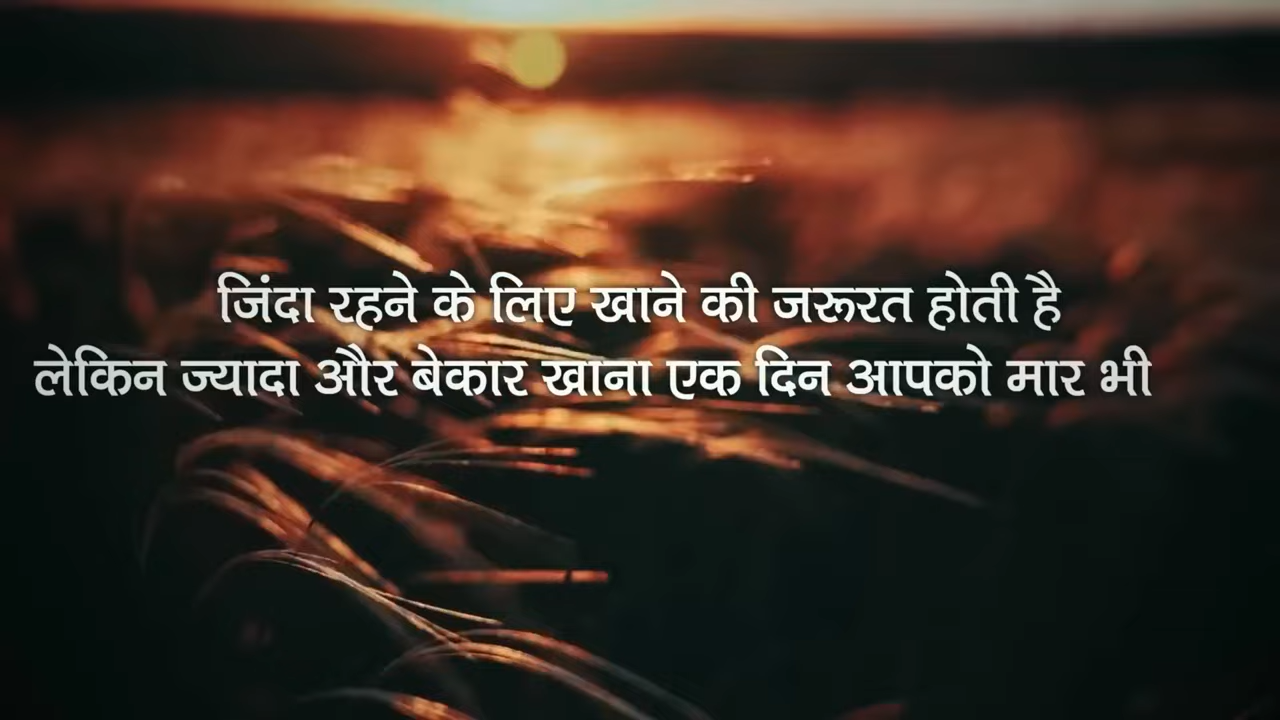 जिंदा रहने के लिए खाने की जरूरत होती है
लेकिन ज्यादा और बेकार खाना एक दिन आपको मार भी